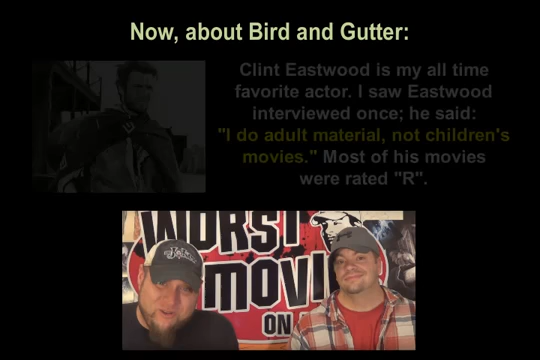 Now, about Bird and Gutter:
Clint Eastwood is my all time
favorite actor. I saw Eastwood
interviewed once; he said:
"I do adult material, not children's
movies." Most of his movies
were rated "R".
WORST
MOVI
ON